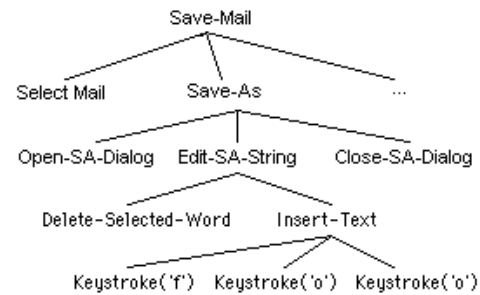 Save-Mail
Select Mail Save-As ...
Open-SA-Dialog Edit-SA-String Close-SA-Dialog
Delete-Selected-Word Insert-Text
Keystroke('f') Keystroke('o') Keystroke('o')